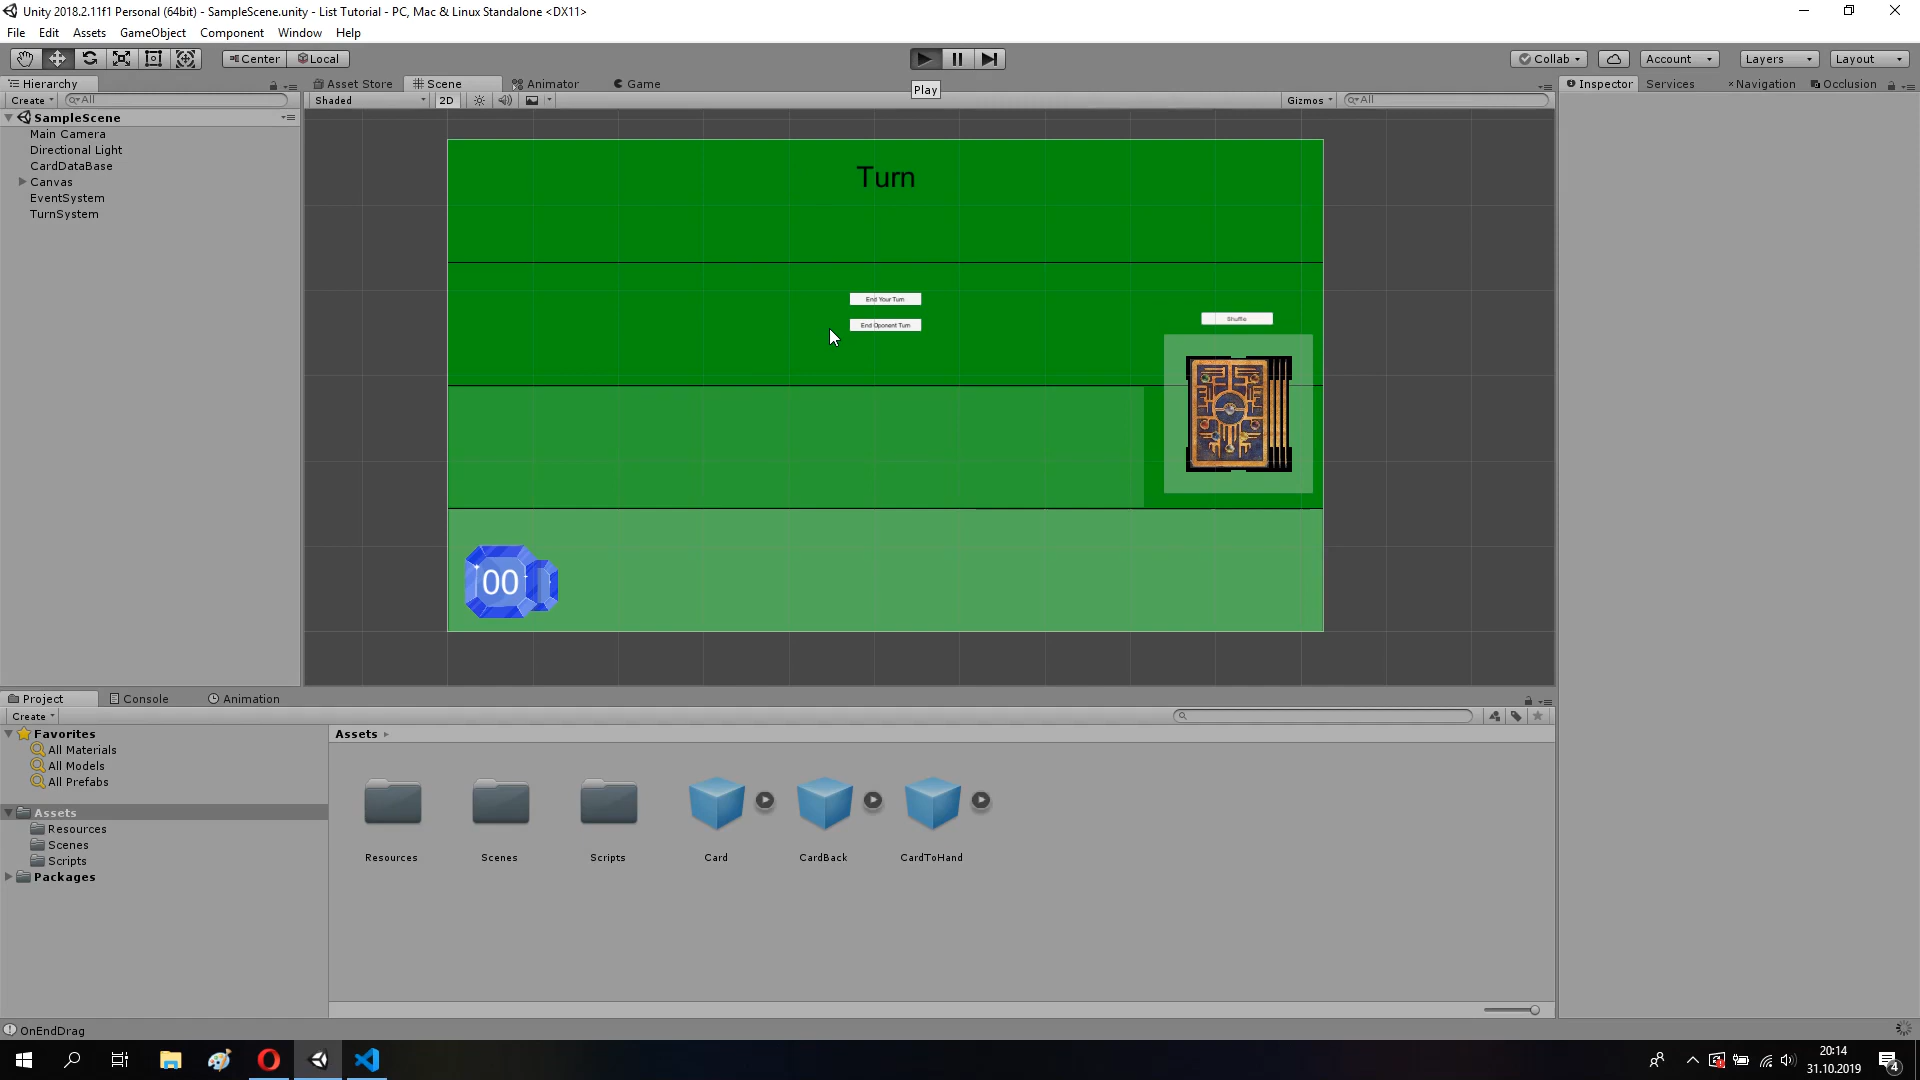 Unity 2018.2.11f1 Personal (64bit) - SampleScene.unity - List Tutorial - PC, Mac & Linux Standalone <DX11>
File Edit Assets GameObject Component Window Help
Center Local Collab Account Layers Layout
Play
Hierarchy
Create All
SampleScene
Main Camera
Directional Light
CardDataBase
Canvas
EventSystem
TurnSystem
Asset Store Scene Animator Game
Shaded 2D Gizmos All
Turn
End Your Turn
End Oponent Turn
Shuffle
00
Inspector Services Navigation Occlusion
Project Console Animation
Create
Favorites
All Materials
All Models
All Prefabs
Assets
Resources
Scenes
Scripts
Packages
Assets
Resources Scenes Scripts Card CardBack CardToHand
OnEndDrag
20:14
31.10.2019
4